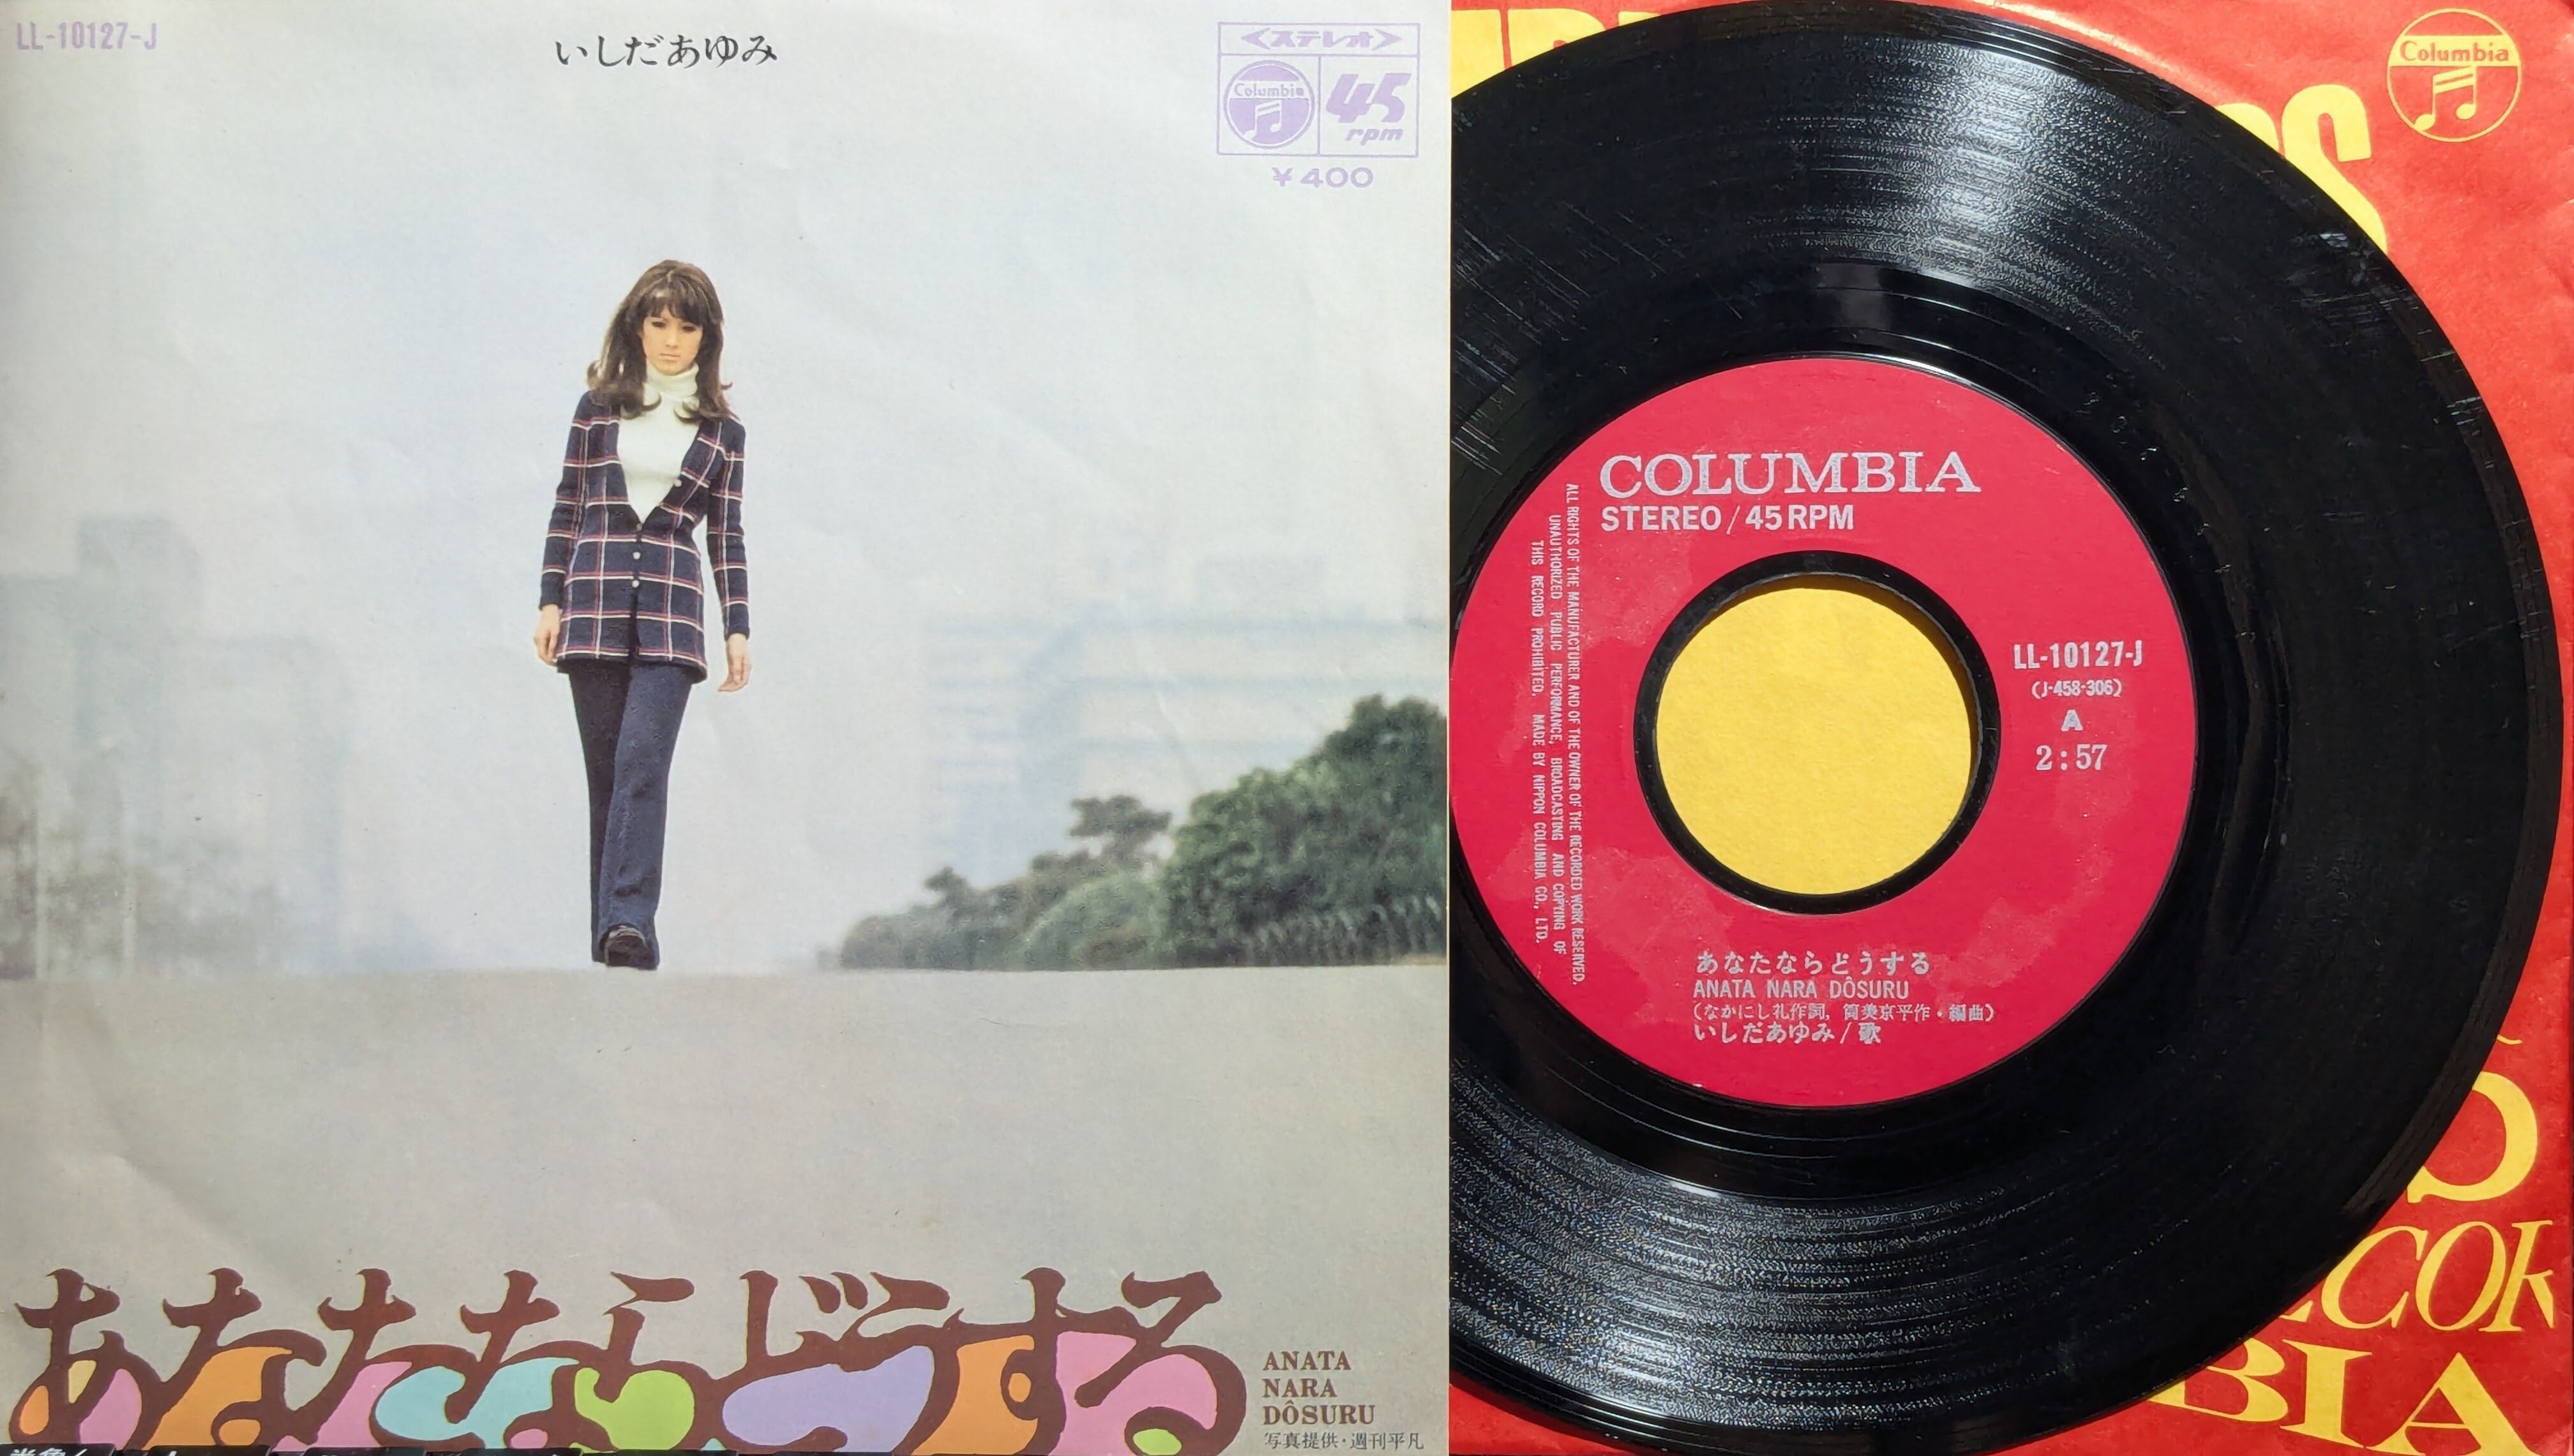 LL-10127-J
いしだあゆみ
<ステレオ>
Columbia
45
rpm
¥400
あなたならどうする
ANATA
NARA
DÔSURU
写真提供・週刊平凡
Columbia
COLUMBIA
STEREO / 45 RPM
ALL RIGHTS OF THE MANUFACTURER AND OF THE OWNER OF THE RECORDED WORK RESERVED.
UNAUTHORIZED PUBLIC PERFORMANCE, BROADCASTING AND COPYING OF
THIS RECORD PROHIBITED. MADE BY NIPPON COLUMBIA CO., LTD.
LL-10127-J
(J-458-306)
A
2:57
あなたならどうする
ANATA NARA DÔSURU
(なかにし礼作詞, 筒美京平作・編曲)
いしだあゆみ / 歌